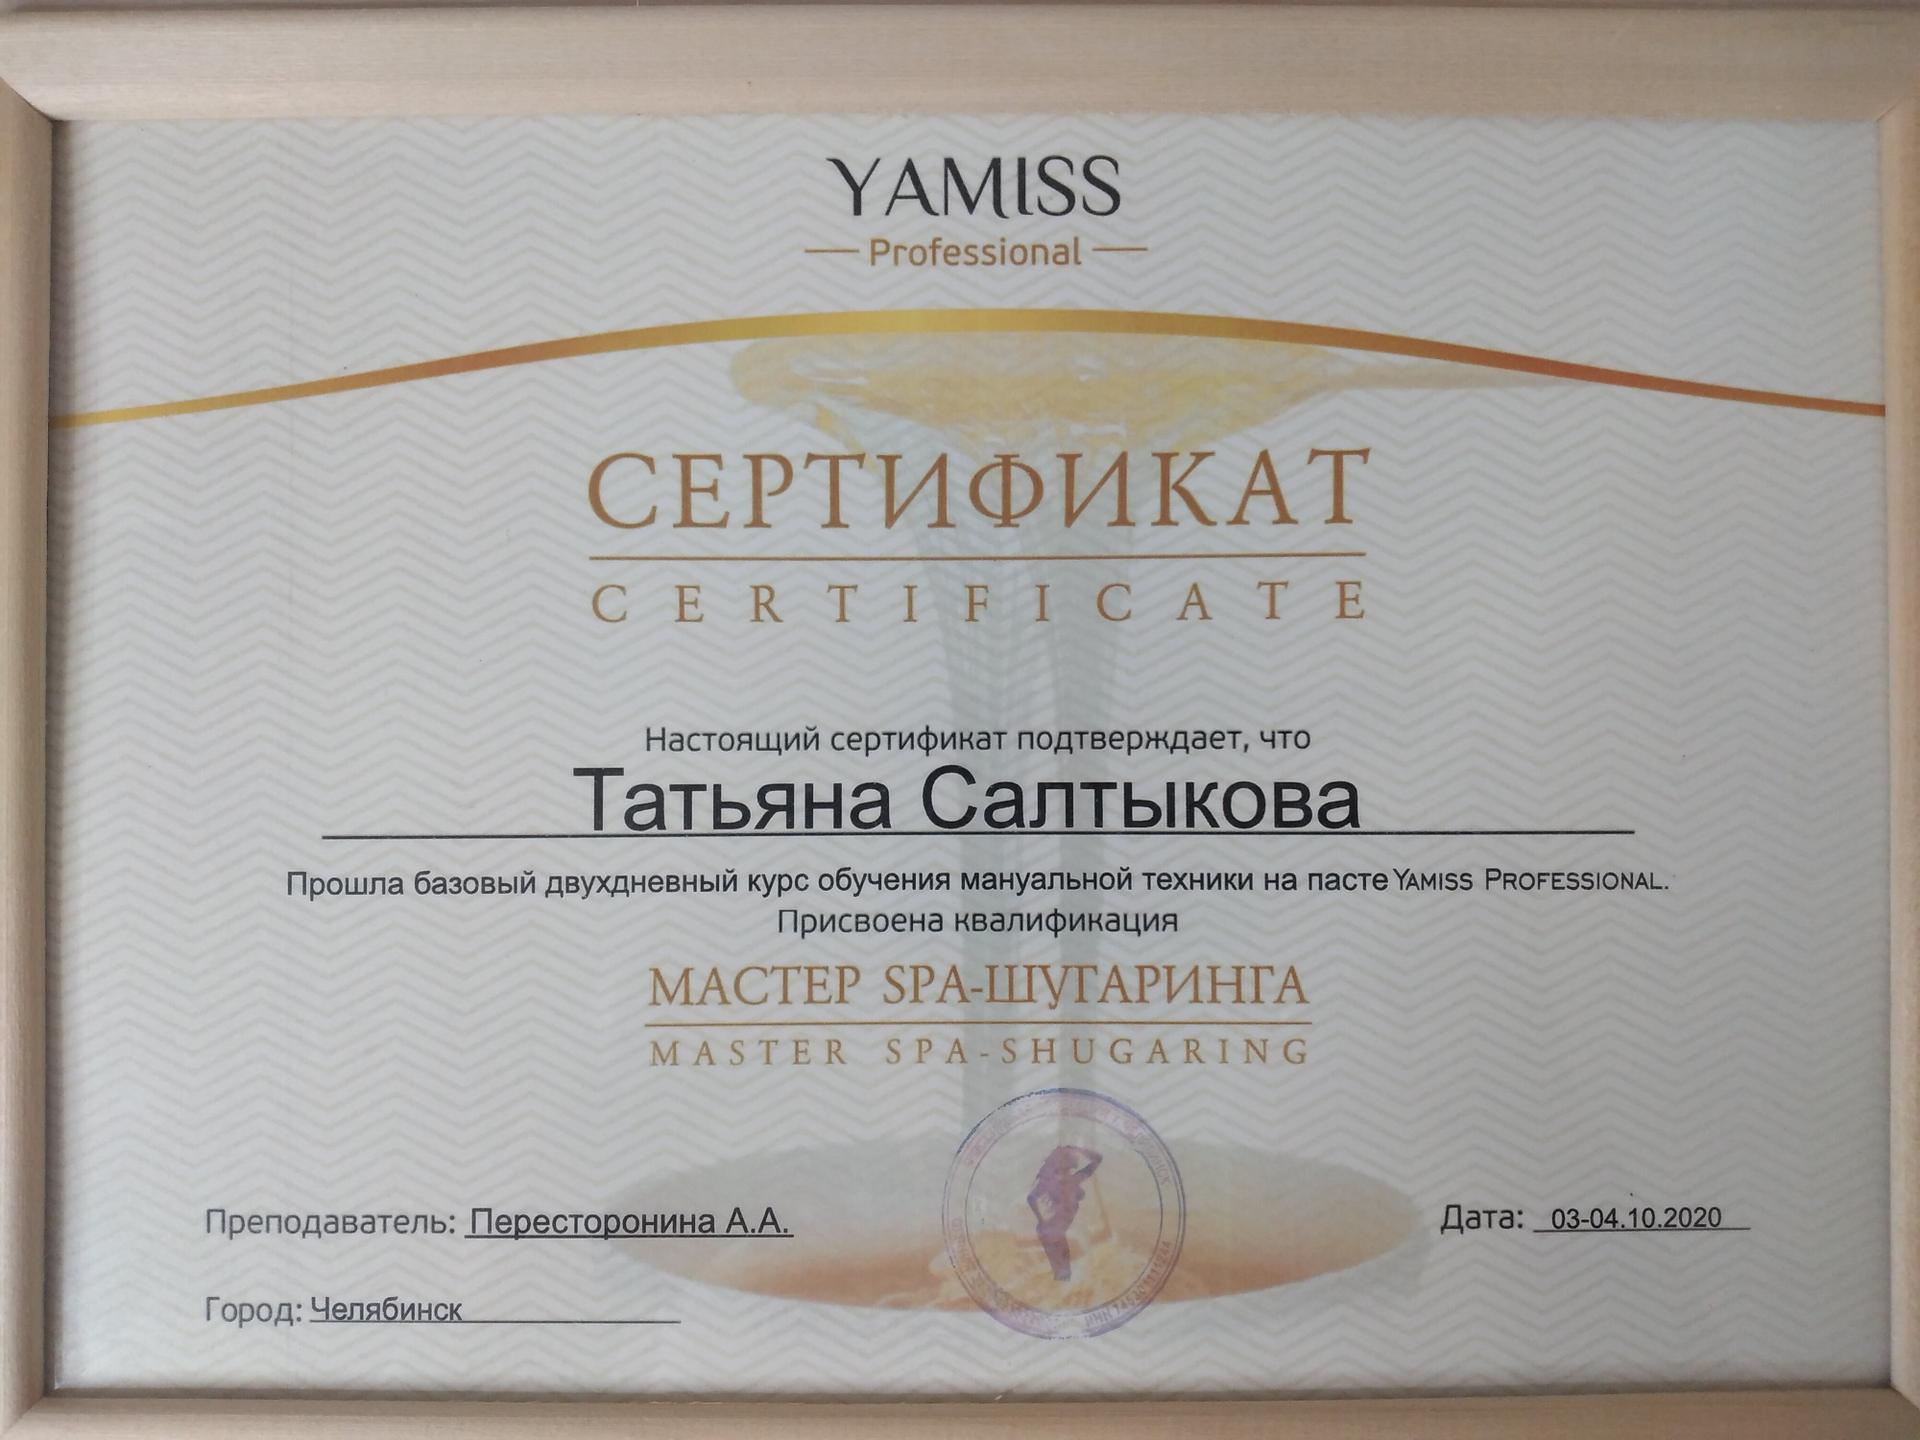 YAMISS
Professional
СЕРТИФИКАТ
CERTIFICATE
Настоящий сертификат подтверждает, что
Татьяна Салтыкова
Прошла базовый двухдневный курс обучения мануальной техники на пасте YAMISS PROFESSIONAL.
Присвоена квалификация
МАСТЕР SPA-ШУГАРИНГА
MASTER SPA-SHUGARING
Преподаватель: Пересторонина А.А.
Дата: 03-04.10.2020
Город: Челябинск